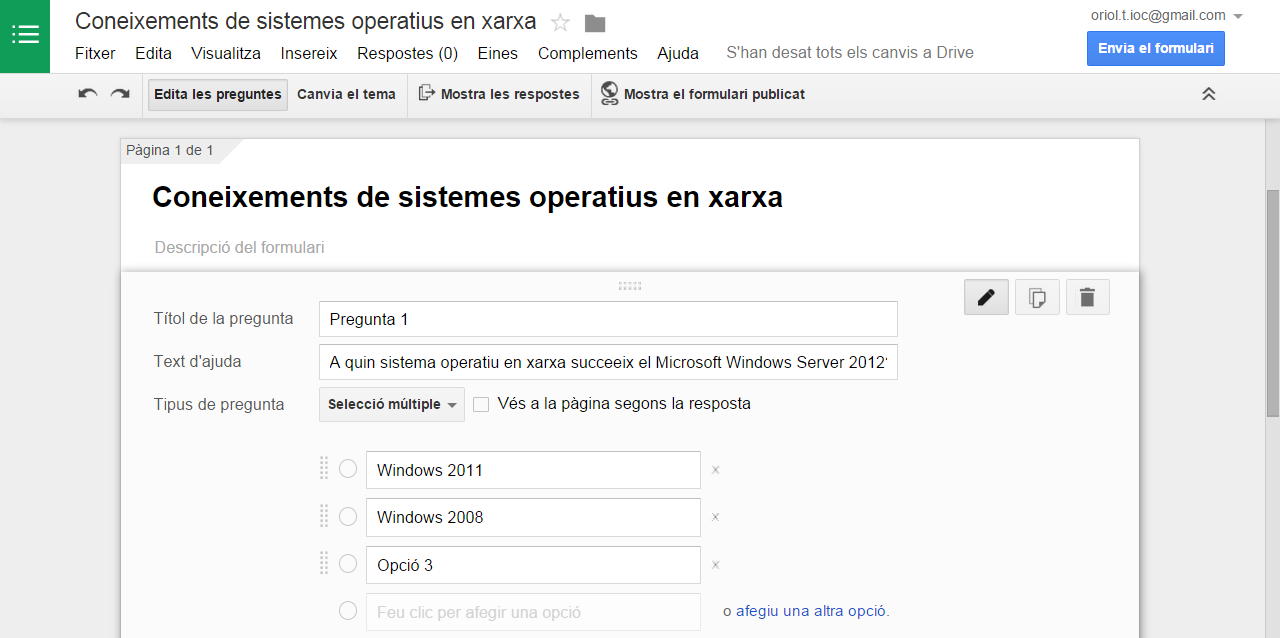 Coneixements de sistemes operatius en xarxa
oriol.t.ioc@gmail.com
Fitxer Edita Visualitza Insereix Respostes (0) Eines Complements Ajuda S'han desat tots els canvis a Drive
Envia el formulari
Edita les preguntes Canvia el tema Mostra les respostes Mostra el formulari publicat
Pàgina 1 de 1
Coneixements de sistemes operatius en xarxa
Descripció del formulari
Títol de la pregunta Pregunta 1
Text d'ajuda A quin sistema operatiu en xarxa succeeix el Microsoft Windows Server 2012
Tipus de pregunta Selecció múltiple Vés a la pàgina segons la resposta
Windows 2011
Windows 2008
Opció 3
Feu clic per afegir una opció o afegiu una altra opció.